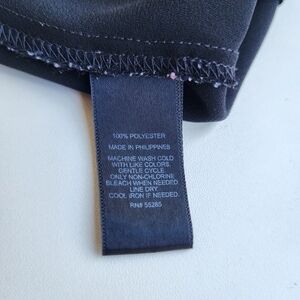 100% POLYESTER
MADE IN PHILIPPINES
MACHINE WASH COLD
WITH LIKE COLORS,
GENTLE CYCLE.
ONLY NON-CHLORINE
BLEACH WHEN NEEDED.
LINE DRY.
COOL IRON IF NEEDED.
RN# 55285